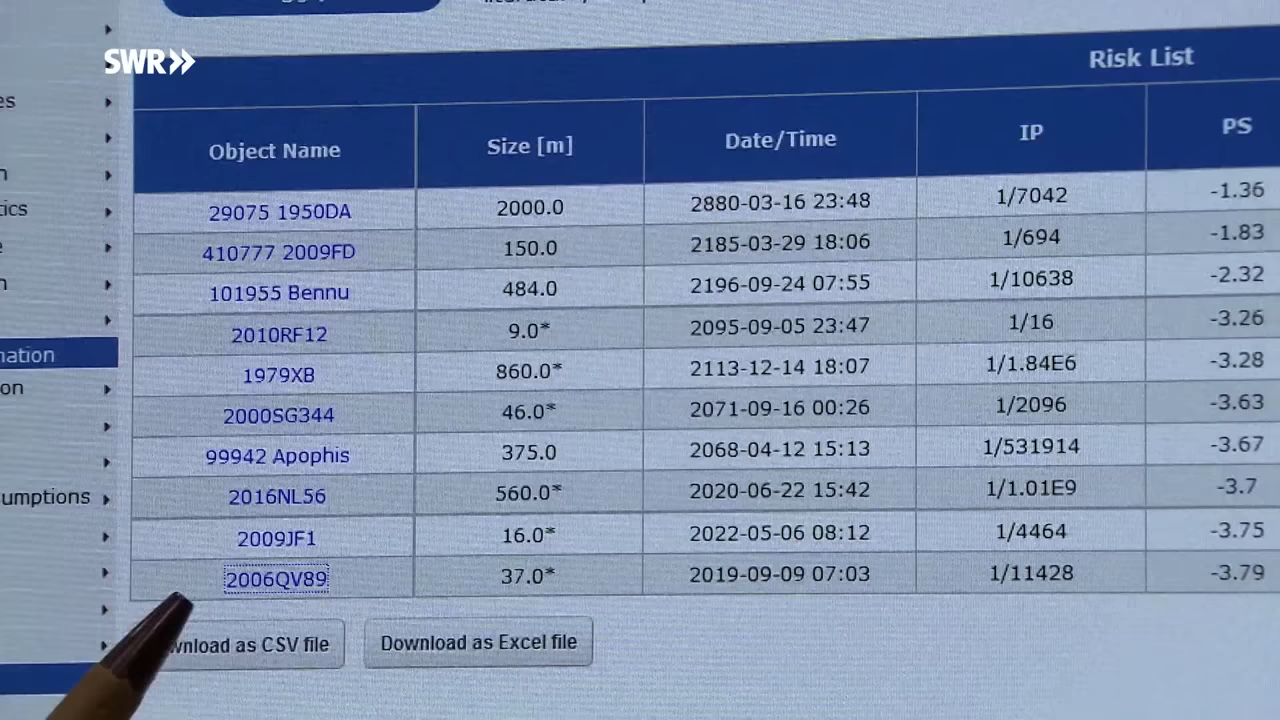 SWR
Risk List
Object Name Size [m] Date/Time IP PS
29075 1950DA 2000.0 2880-03-16 23:48 1/7042 -1.36
410777 2009FD 150.0 2185-03-29 18:06 1/694 -1.83
101955 Bennu 484.0 2196-09-24 07:55 1/10638 -2.32
2010RF12 9.0* 2095-09-05 23:47 1/16 -3.26
1979XB 860.0* 2113-12-14 18:07 1/1.84E6 -3.28
2000SG344 46.0* 2071-09-16 00:26 1/2096 -3.63
99942 Apophis 375.0 2068-04-12 15:13 1/531914 -3.67
2016NL56 560.0* 2020-06-22 15:42 1/1.01E9 -3.7
2009JF1 16.0* 2022-05-06 08:12 1/4464 -3.75
2006QV89 37.0* 2019-09-09 07:03 1/11428 -3.79
as CSV file Download as Excel file